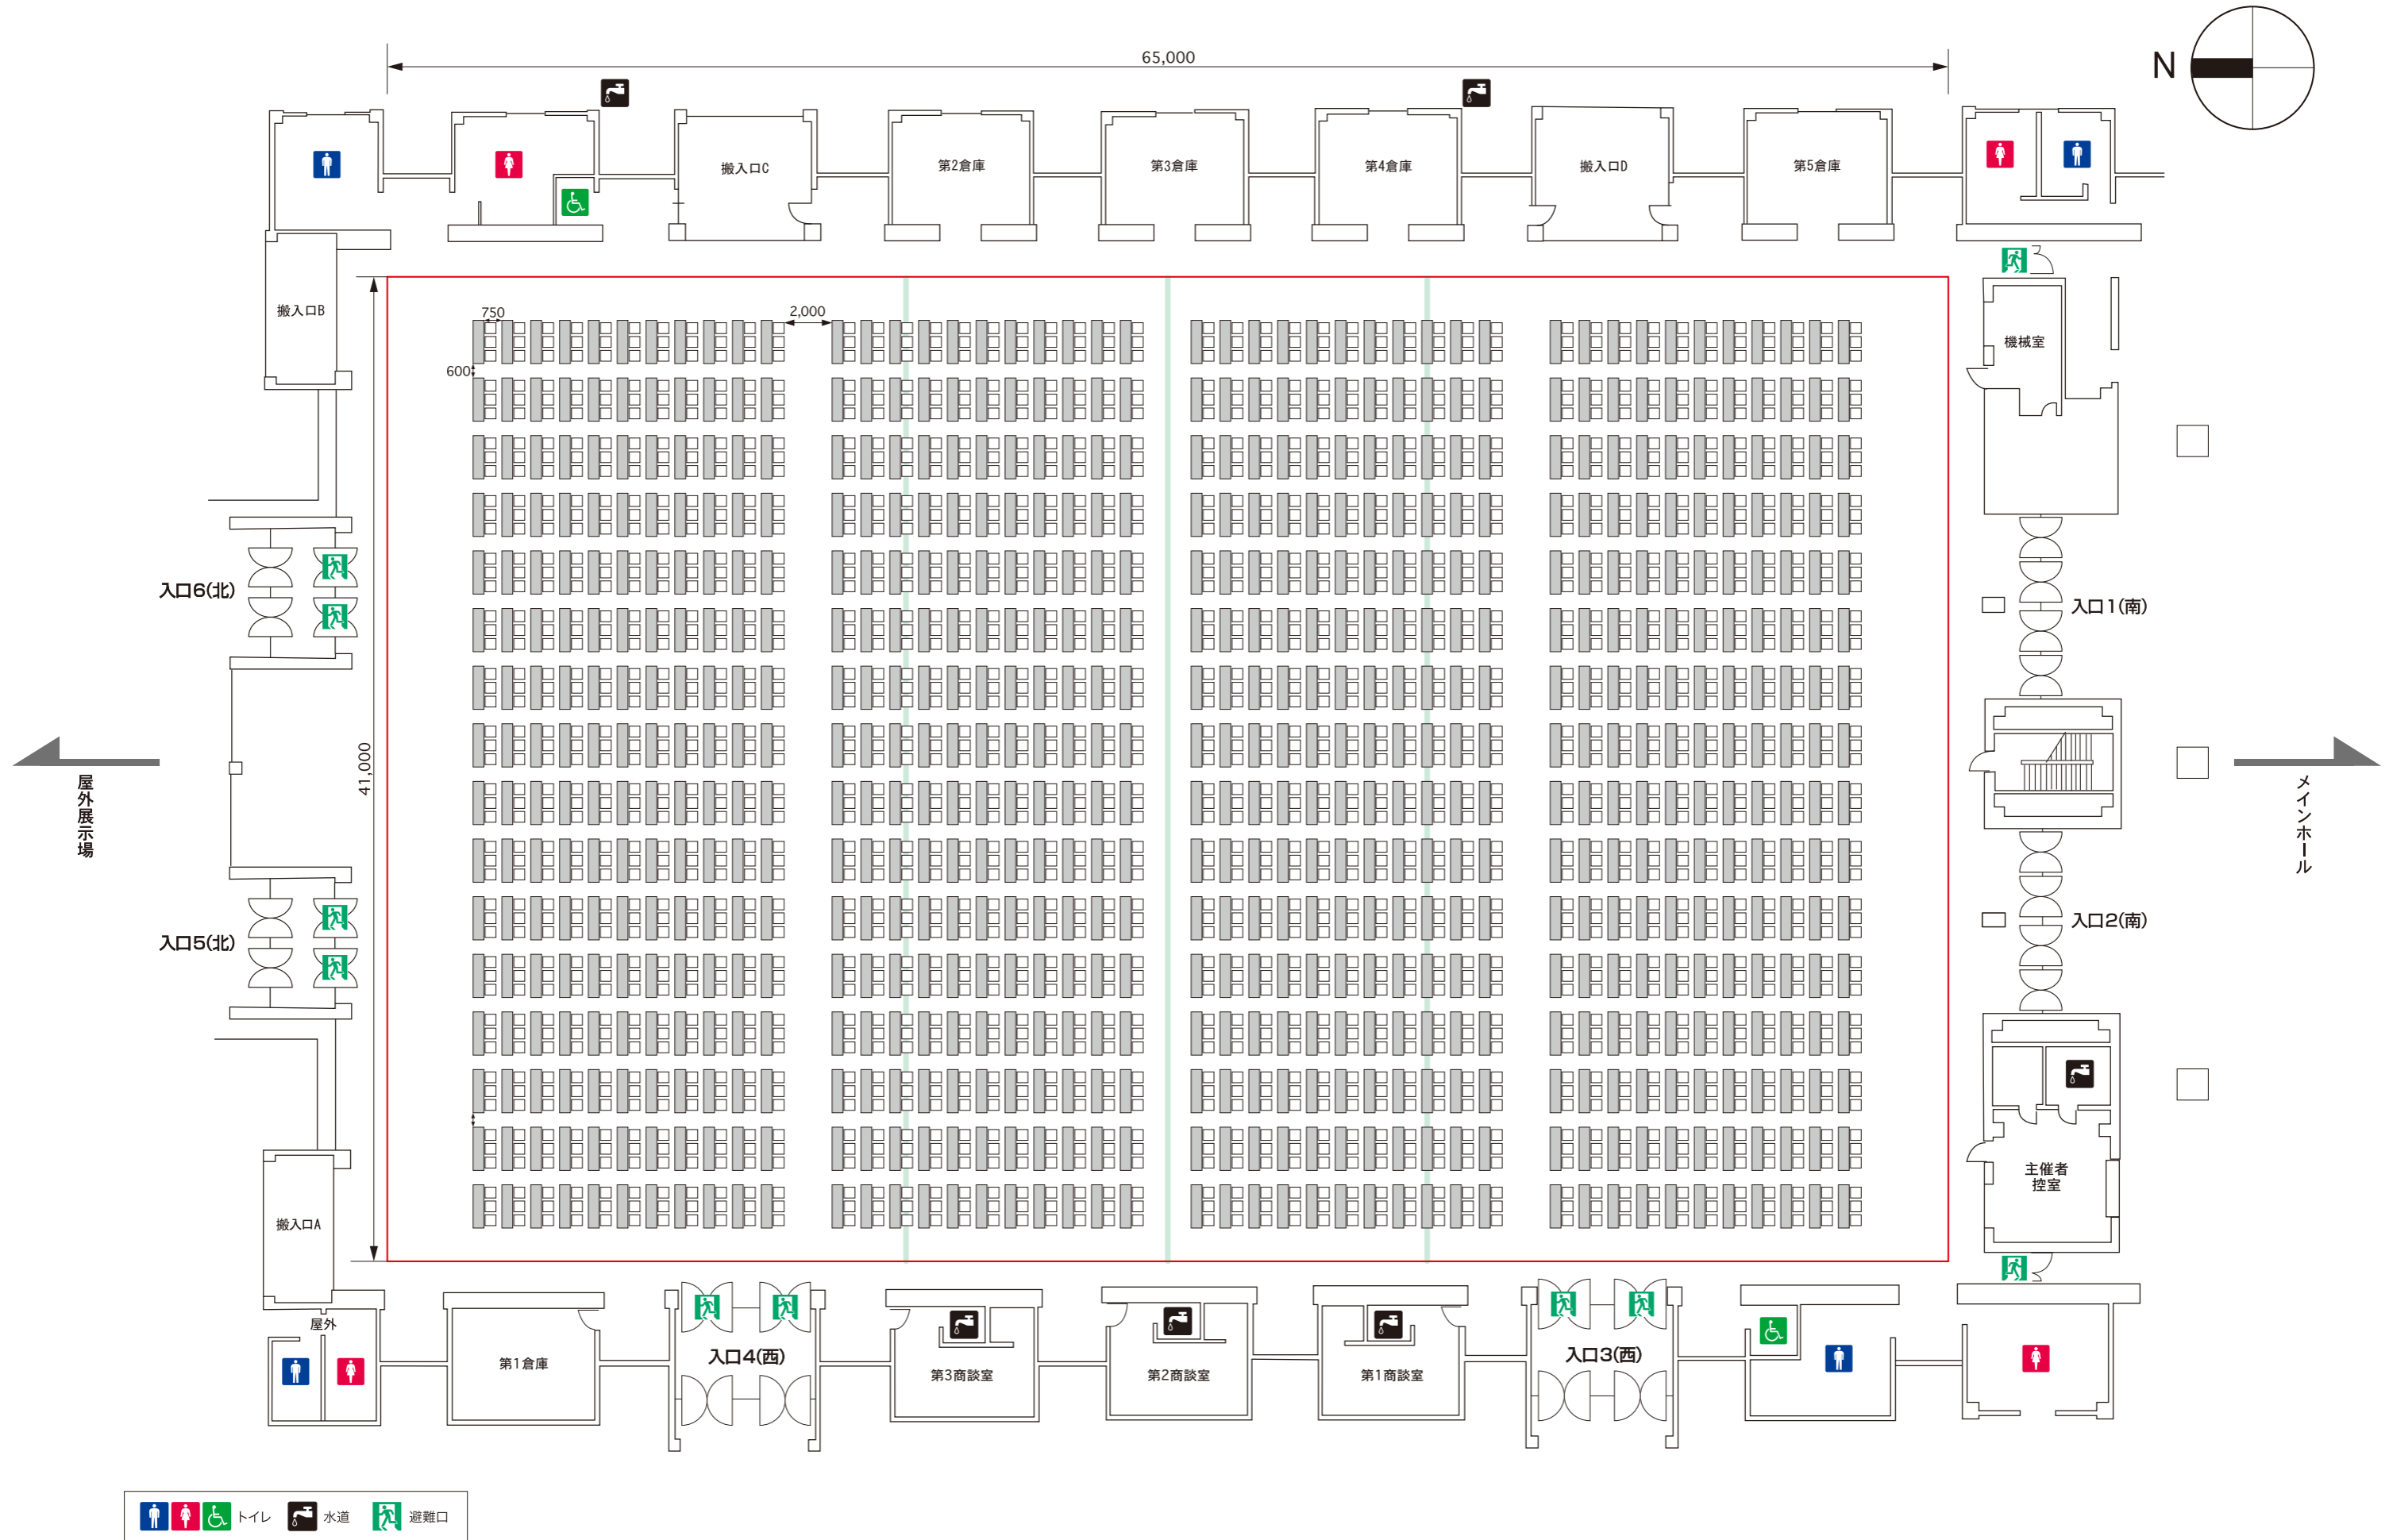 65,000
N
搬入口C
第2倉庫
第3倉庫
第4倉庫
搬入口D
第5倉庫
搬入口B
750
2,000
600
機械室
入口6(北)
入口1(南)
41,000
屋外展示場
メインホール
入口5(北)
入口2(南)
主催者
控室
搬入口A
屋外
第1倉庫
入口4(西)
第3商談室
第2商談室
第1商談室
入口3(西)
トイレ
水道
避難口